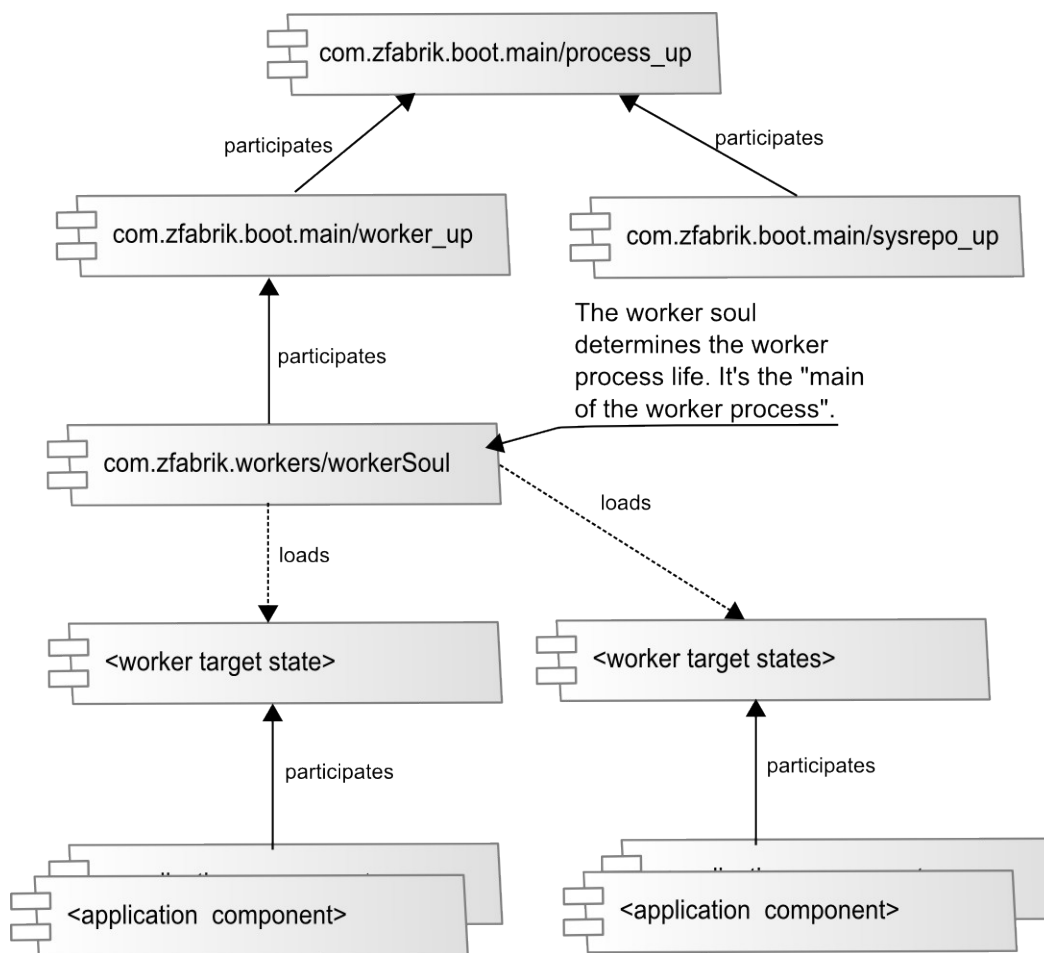 com.zfabrik.boot.main/process_up
participates
participates
com.zfabrik.boot.main/worker_up
com.zfabrik.boot.main/sysrepo_up
The worker soul
determines the worker
process life. It's the "main
of the worker process".
participates
com.zfabrik.workers/workerSoul
loads
loads
<worker target state>
<worker target states>
participates
participates
<application  component>
<application  component>